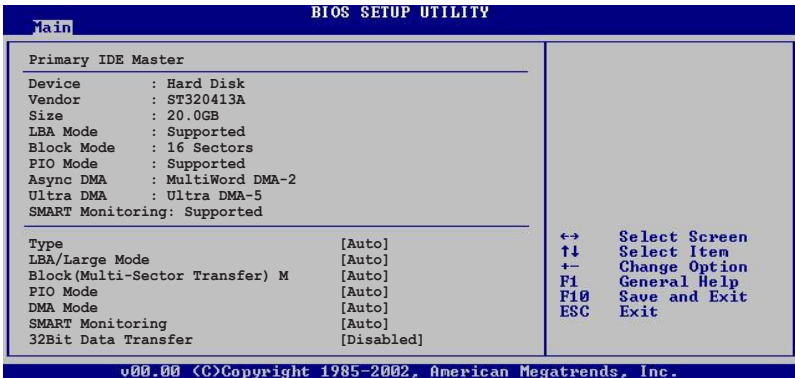 BIOS SETUP UTILITY
Main
Primary IDE Master
Device : Hard Disk
Vendor : ST320413A
Size : 20.0GB
LBA Mode : Supported
Block Mode : 16 Sectors
PIO Mode : Supported
Async DMA : MultiWord DMA-2
Ultra DMA : Ultra DMA-5
SMART Monitoring: Supported
Type [Auto]
LBA/Large Mode [Auto]
Block(Multi-Sector Transfer) M [Auto]
PIO Mode [Auto]
DMA Mode [Auto]
SMART Monitoring [Auto]
32Bit Data Transfer [Disabled]
←→ Select Screen
↑↓ Select Item
+- Change Option
F1 General Help
F10 Save and Exit
ESC Exit
v00.00 (C)Copyright 1985-2002, American Megatrends, Inc.